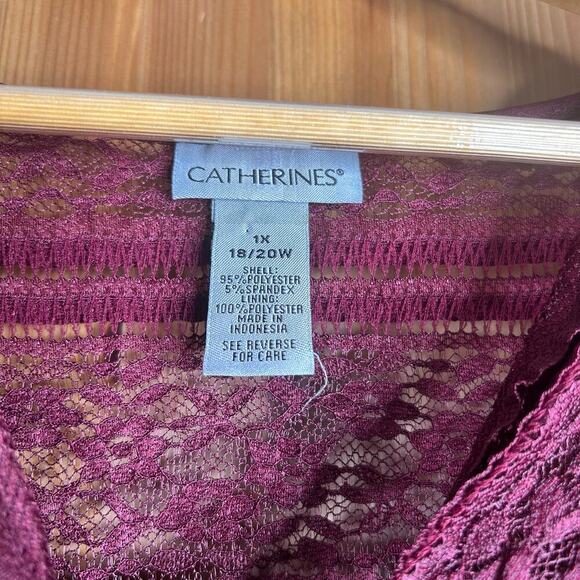 CATHERINES®
1X
18/20W
SHELL:
95%POLYESTER
5%SPANDEX
LINING:
100%POLYESTER
MADE IN
INDONESIA
SEE REVERSE
FOR CARE